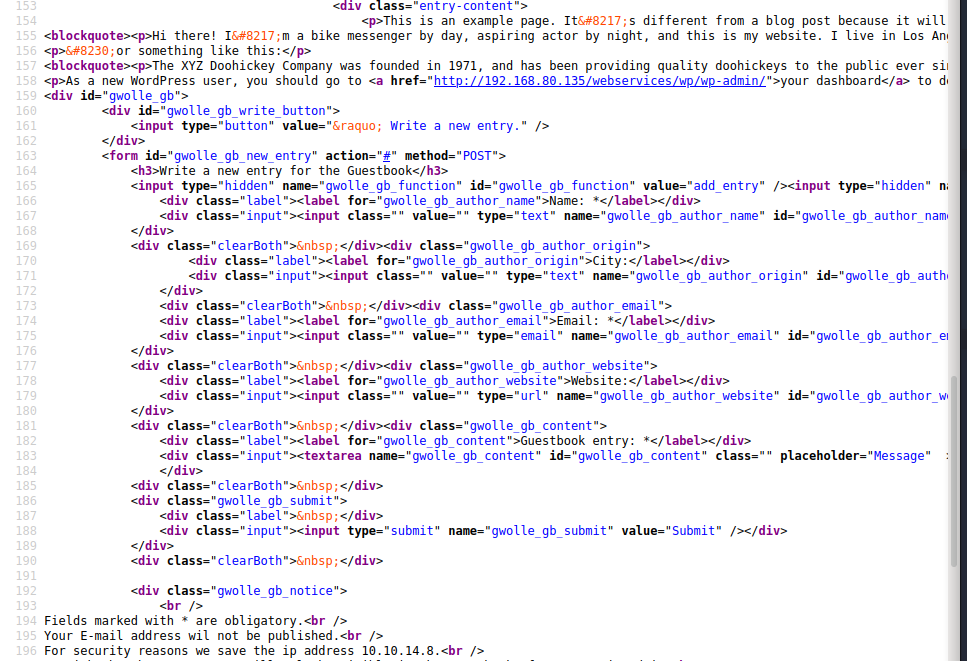 153 <div class="entry-content">
154 <p>This is an example page. It&#8217;s different from a blog post because it will
155 <blockquote><p>Hi there! I&#8217;m a bike messenger by day, aspiring actor by night, and this is my website. I live in Los An
156 <p>&#8230;or something like this:</p>
157 <blockquote><p>The XYZ Doohickey Company was founded in 1971, and has been providing quality doohickeys to the public ever si
158 <p>As a new WordPress user, you should go to <a href="http://192.168.80.135/webservices/wp/wp-admin/">your dashboard</a> to d
159 <div id="gwolle_gb">
160 <div id="gwolle_gb_write_button">
161 <input type="button" value="&raquo; Write a new entry." />
162 </div>
163 <form id="gwolle_gb_new_entry" action="#" method="POST">
164 <h3>Write a new entry for the Guestbook</h3>
165 <input type="hidden" name="gwolle_gb_function" id="gwolle_gb_function" value="add_entry" /><input type="hidden" n
166 <div class="label"><label for="gwolle_gb_author_name">Name: *</label></div>
167 <div class="input"><input class="" value="" type="text" name="gwolle_gb_author_name" id="gwolle_gb_author_nam
168 </div>
169 <div class="clearBoth">&nbsp;</div><div class="gwolle_gb_author_origin">
170 <div class="label"><label for="gwolle_gb_author_origin">City:</label></div>
171 <div class="input"><input class="" value="" type="text" name="gwolle_gb_author_origin" id="gwolle_gb_auth
172 </div>
173 <div class="clearBoth">&nbsp;</div><div class="gwolle_gb_author_email">
174 <div class="label"><label for="gwolle_gb_author_email">Email: *</label></div>
175 <div class="input"><input class="" value="" type="email" name="gwolle_gb_author_email" id="gwolle_gb_author_e
176 </div>
177 <div class="clearBoth">&nbsp;</div><div class="gwolle_gb_author_website">
178 <div class="label"><label for="gwolle_gb_author_website">Website:</label></div>
179 <div class="input"><input class="" value="" type="url" name="gwolle_gb_author_website" id="gwolle_gb_author_w
180 </div>
181 <div class="clearBoth">&nbsp;</div><div class="gwolle_gb_content">
182 <div class="label"><label for="gwolle_gb_content">Guestbook entry: *</label></div>
183 <div class="input"><textarea name="gwolle_gb_content" id="gwolle_gb_content" class="" placeholder="Message" >
184 </div>
185 <div class="clearBoth">&nbsp;</div>
186 <div class="gwolle_gb_submit">
187 <div class="label">&nbsp;</div>
188 <div class="input"><input type="submit" name="gwolle_gb_submit" value="Submit" /></div>
189 </div>
190 <div class="clearBoth">&nbsp;</div>
191
192 <div class="gwolle_gb_notice">
193 <br />
194 Fields marked with * are obligatory.<br />
195 Your E-mail address wil not be published.<br />
196 For security reasons we save the ip address 10.10.14.8.<br />